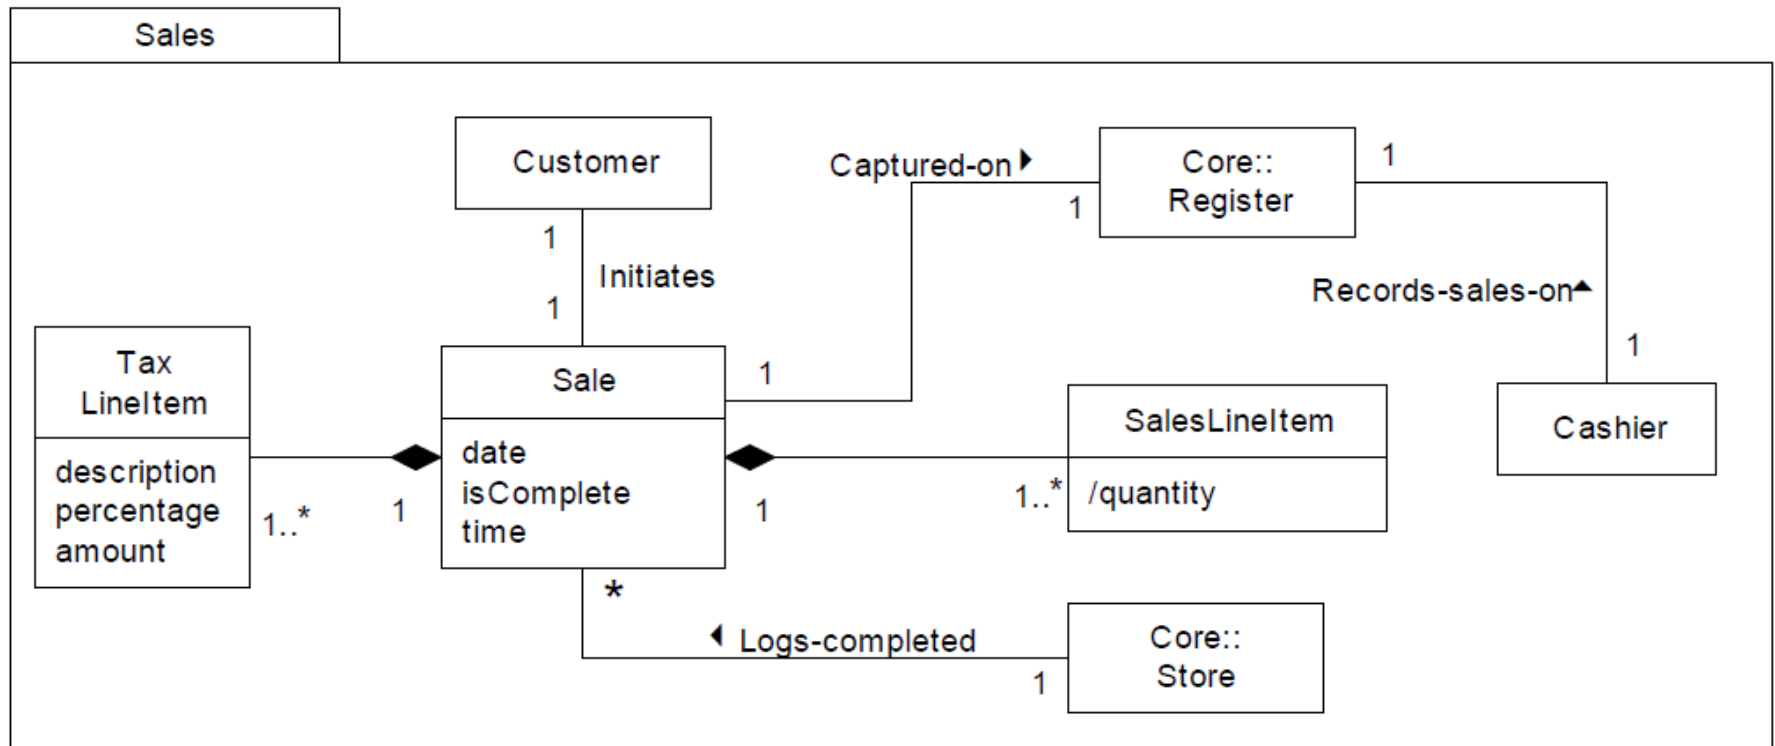 Sales
Customer
1
Initiates
1
Captured-on
1
Core::
Register
1
Records-sales-on
1
Cashier
Tax
LineItem
description
percentage
amount
1..*
1
Sale
date
isComplete
time
1
1
1..*
SalesLineItem
/quantity
*
Logs-completed
1
Core::
Store